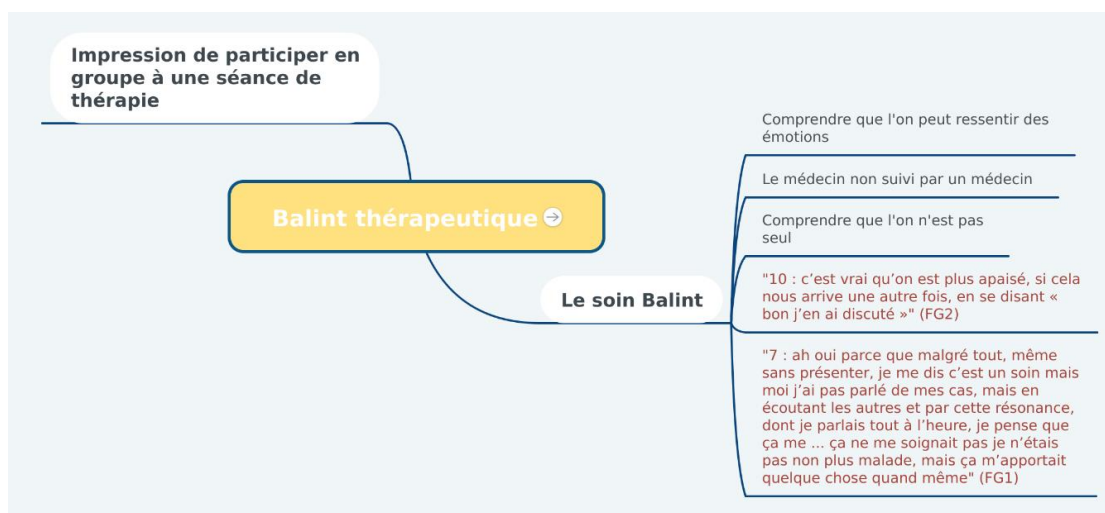 Impression de participer en
groupe à une séance de
thérapie
Balint thérapeutique
Le soin Balint
Comprendre que l'on peut ressentir des
émotions
Le médecin non suivi par un médecin
Comprendre que l'on n'est pas
seul
"10 : c’est vrai qu’on est plus apaisé, si cela
nous arrive une autre fois, en se disant «
bon j’en ai discuté »" (FG2)
"7 : ah oui parce que malgré tout, même
sans présenter, je me dis c’est un soin mais
moi j’ai pas parlé de mes cas, mais en
écoutant les autres et par cette résonance,
dont je parlais tout à l’heure, je pense que
ça me ... ça ne me soignait pas je n’étais
pas non plus malade, mais ça m’apportait
quelque chose quand même" (FG1)